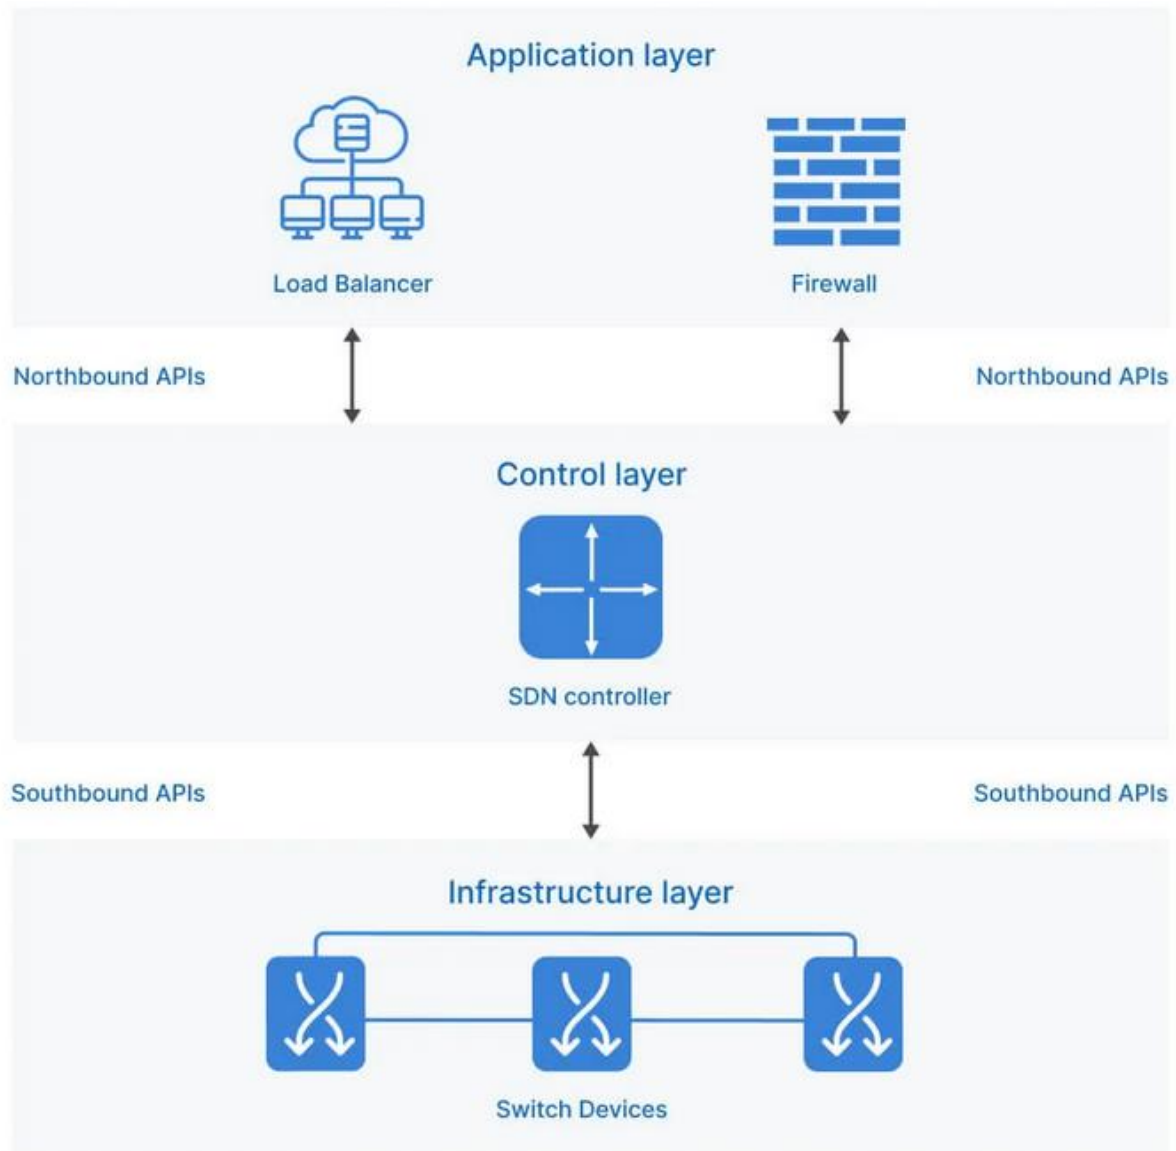 Application layer
Load Balancer
Firewall
Northbound APIs
Northbound APIs
Control layer
SDN controller
Southbound APIs
Southbound APIs
Infrastructure layer
Switch Devices